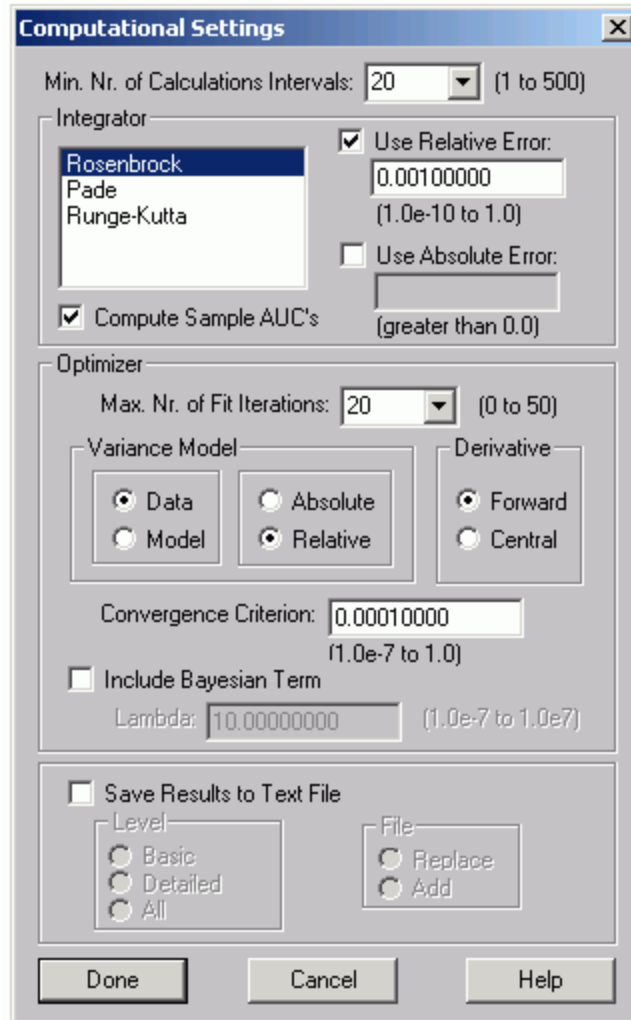 Computational Settings
Min. Nr. of Calculations Intervals: 20 (1 to 500)
Integrator
Rosenbrock
Pade
Runge-Kutta
Use Relative Error:
0.00100000
(1.0e-10 to 1.0)
Use Absolute Error:
(greater than 0.0)
Compute Sample AUC's
Optimizer
Max. Nr. of Fit Iterations: 20 (0 to 50)
Variance Model
Data
Model
Absolute
Relative
Derivative
Forward
Central
Convergence Criterion: 0.00010000
(1.0e-7 to 1.0)
Include Bayesian Term
Lambda: 10.00000000 (1.0e-7 to 1.0e7)
Save Results to Text File
Level
Basic
Detailed
All
File
Replace
Add
Done Cancel Help